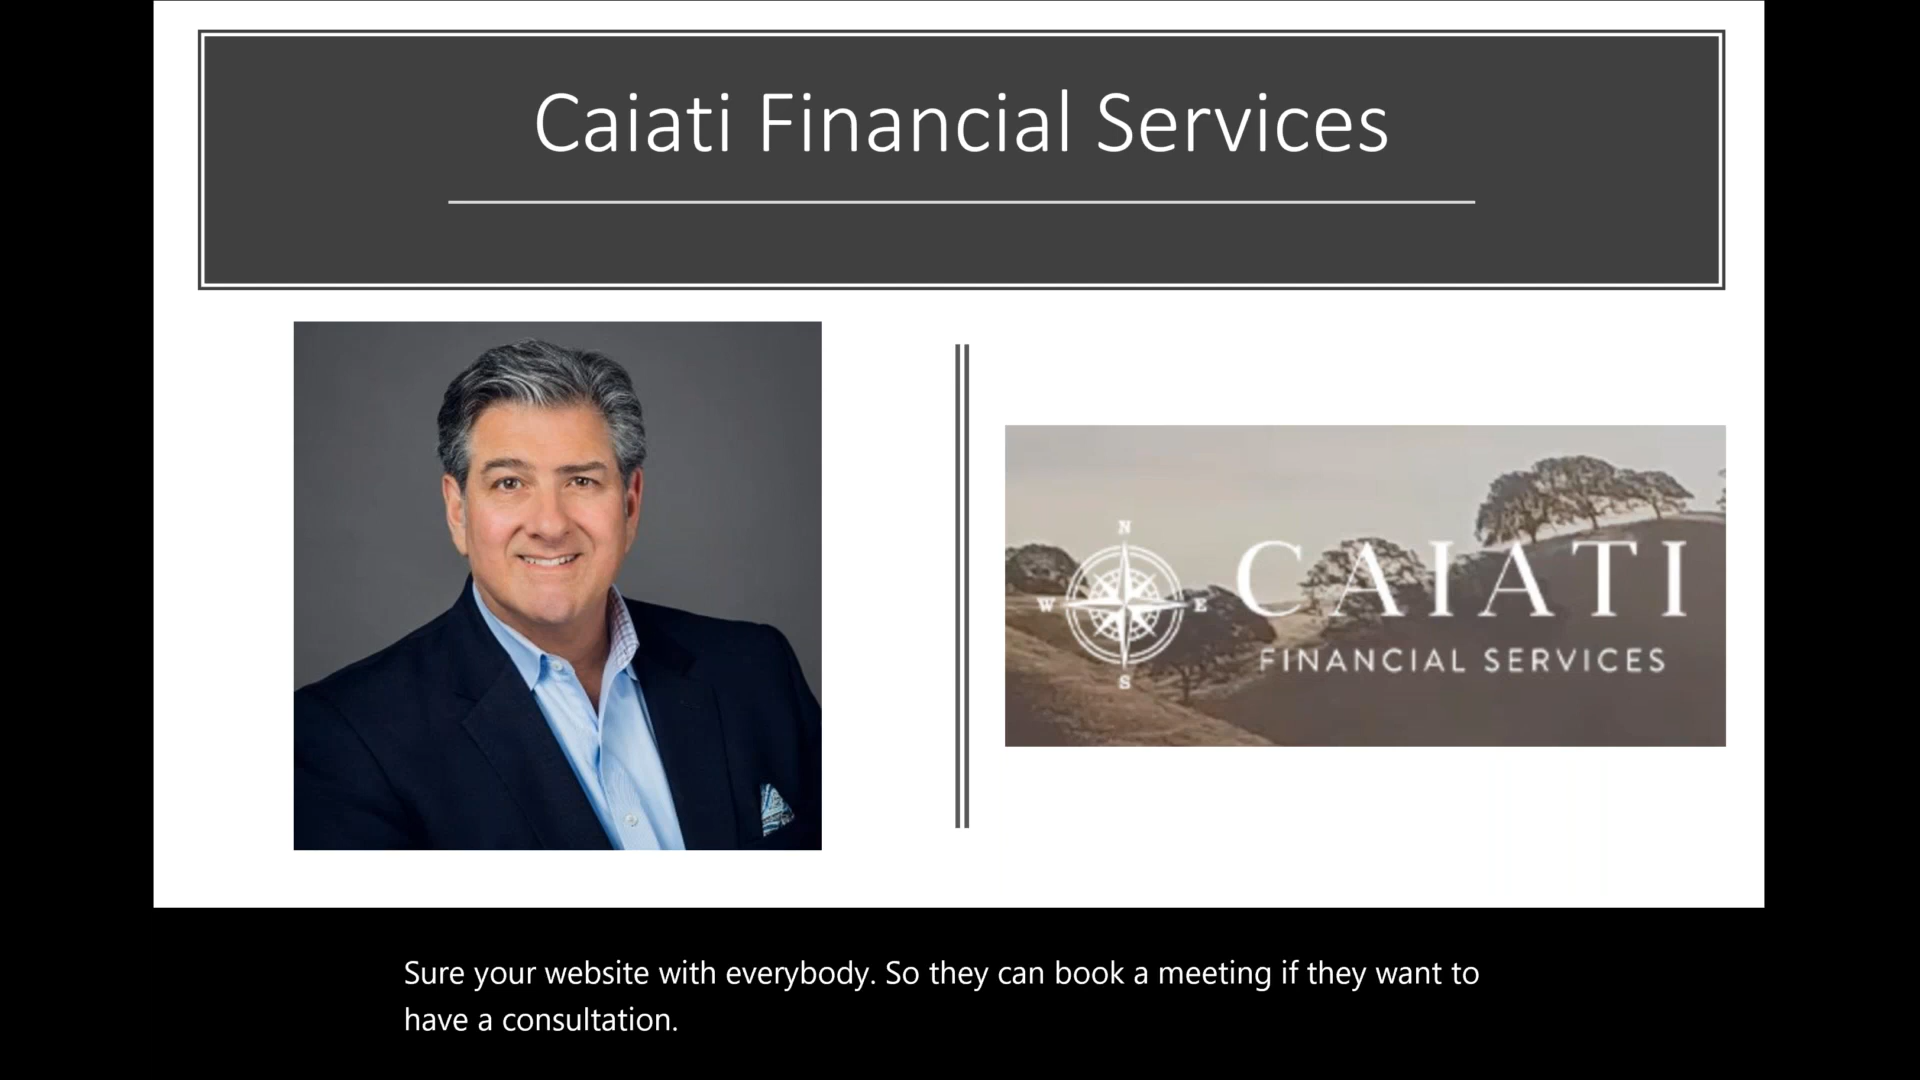 Caiati Financial Services
N
W E
S
CAIATI
FINANCIAL SERVICES
Sure your website with everybody. So they can book a meeting if they want to
have a consultation.